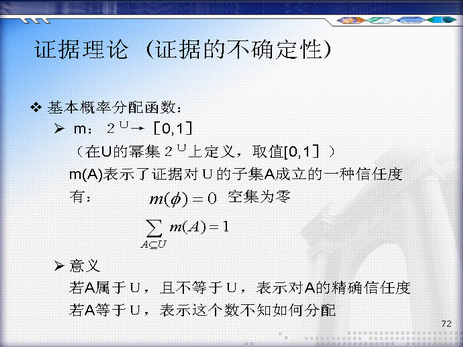 证据理论（证据的不确定性）
❖ 基本概率分配函数：
➢ m：2^U→［0,1］
（在U的幂集2^U上定义，取值[0,1］）
m(A)表示了证据对U的子集A成立的一种信任度
有： m(ϕ)=0 空集为零
∑_{A⊆U} m(A)=1
➢ 意义
若A属于U，且不等于U，表示对A的精确信任度
若A等于U，表示这个数不知如何分配
72